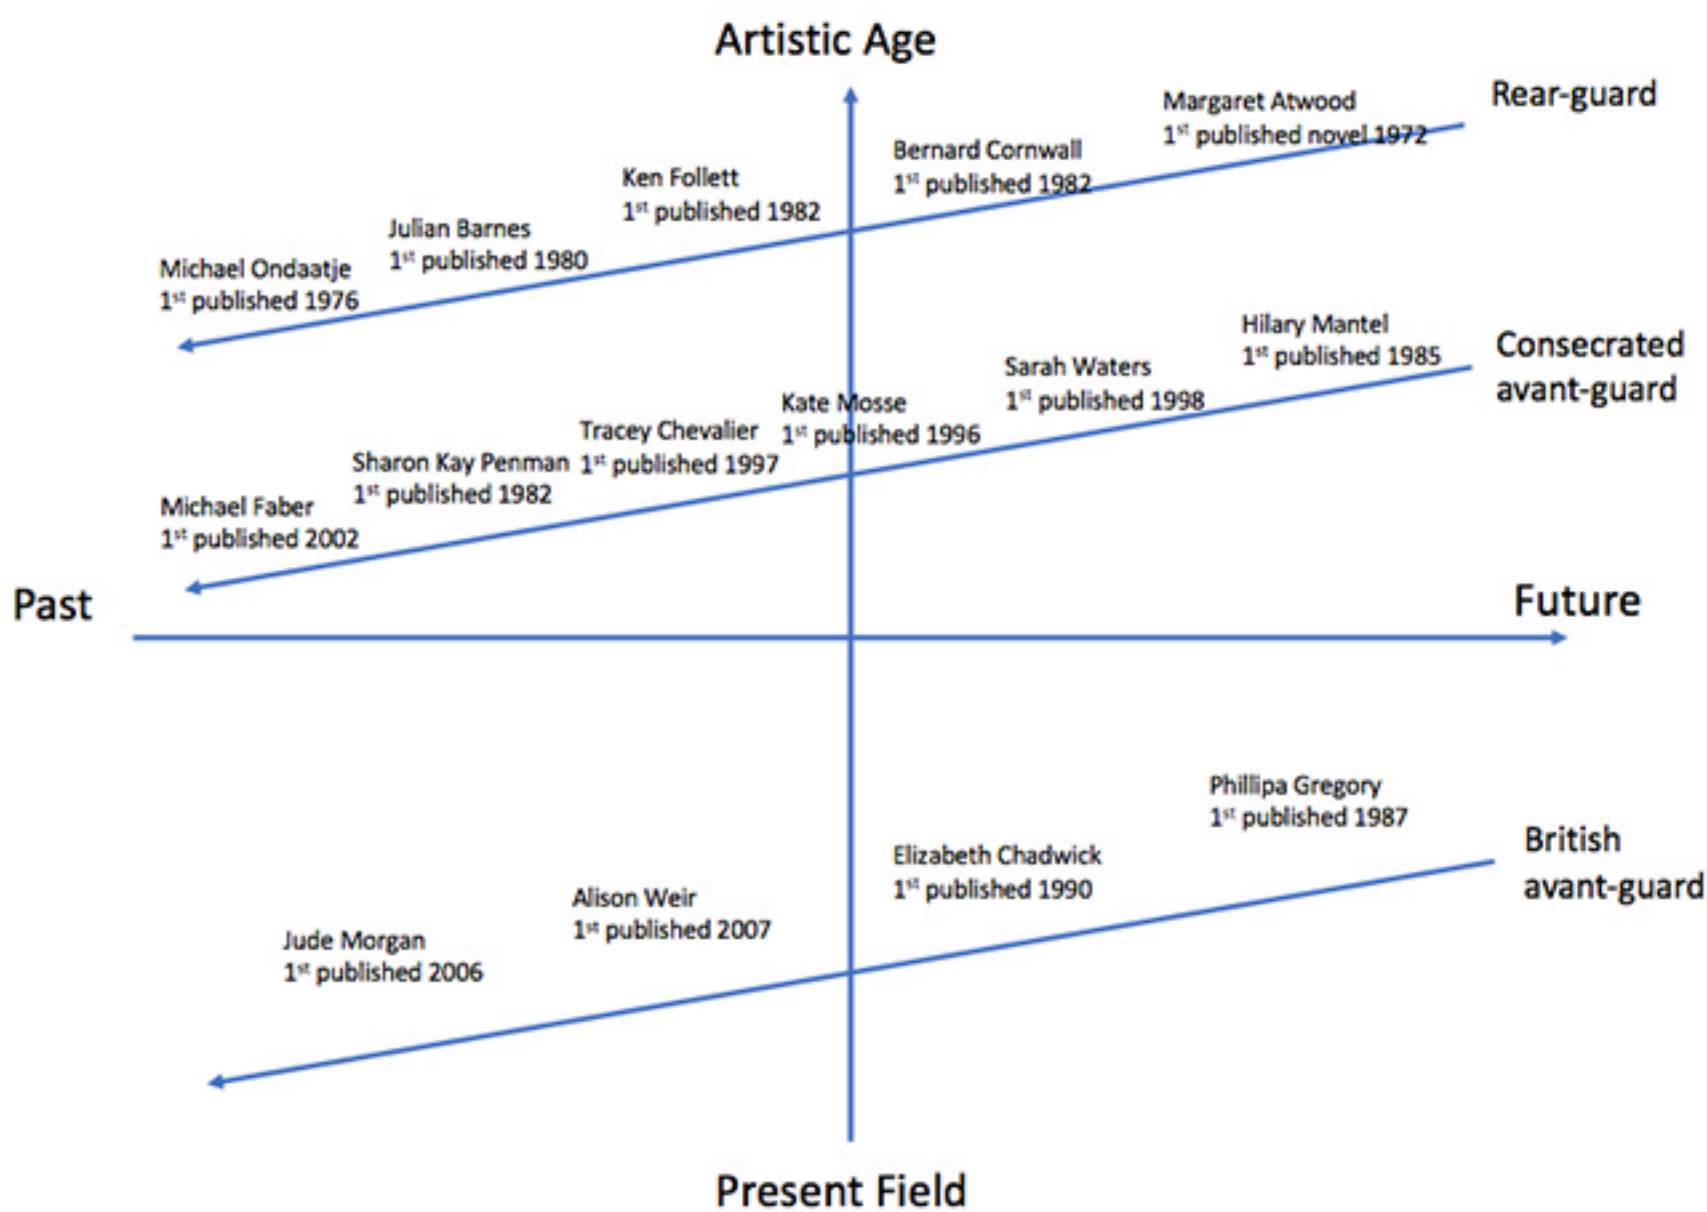 Artistic Age
Rear-guard
Margaret Atwood
1st published novel 1972
Bernard Cornwall
1st published 1982
Ken Follett
1st published 1982
Julian Barnes
1st published 1980
Michael Ondaatje
1st published 1976
Consecrated
avant-guard
Hilary Mantel
1st published 1985
Sarah Waters
1st published 1998
Kate Mosse
1st published 1996
Tracey Chevalier
1st published 1997
Sharon Kay Penman
1st published 1982
Michael Faber
1st published 2002
Past
Future
Phillipa Gregory
1st published 1987
British
avant-guard
Elizabeth Chadwick
1st published 1990
Alison Weir
1st published 2007
Jude Morgan
1st published 2006
Present Field